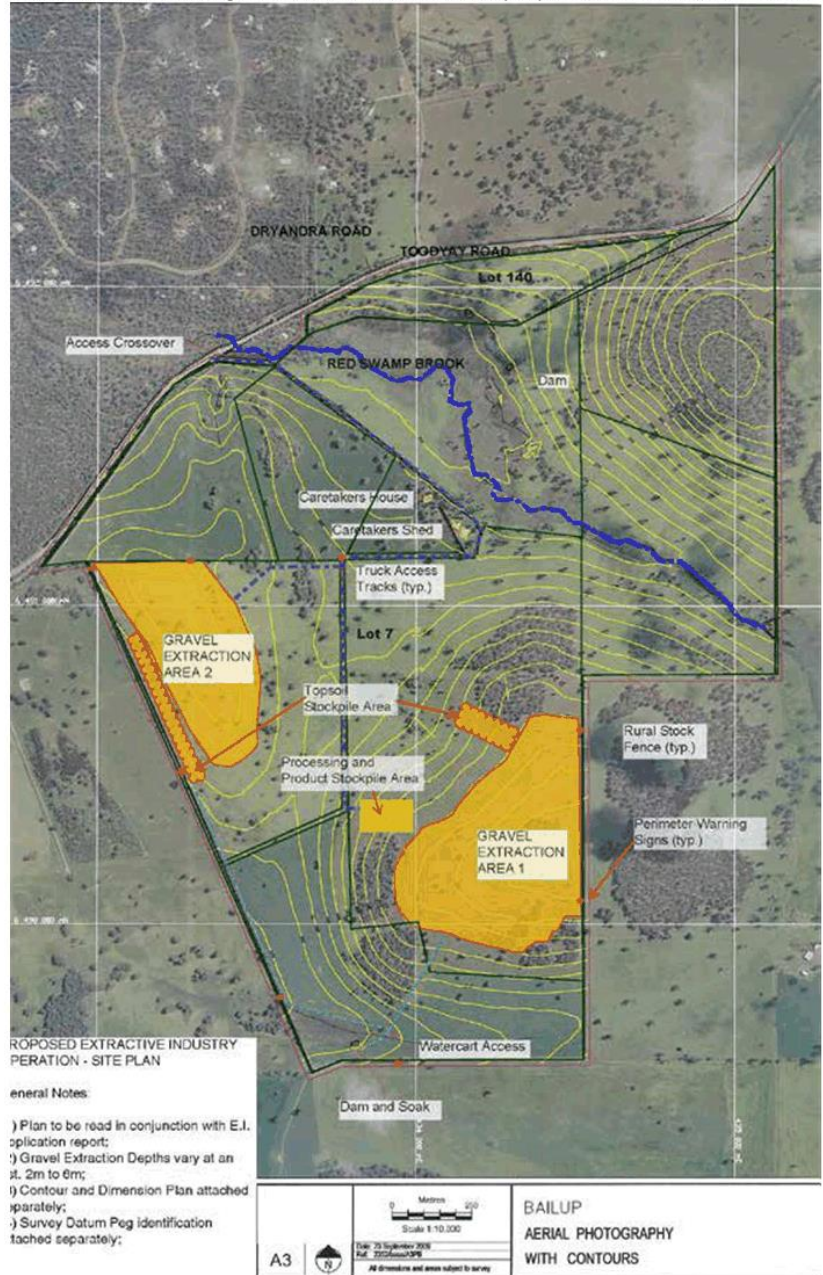 DRYANDRA ROAD
TOODYAY ROAD
Lot 140
Access Crossover
RED SWAMP BROOK
Dam
Caretakers House
Caretakers Shed
Truck Access
Tracks (typ.)
GRAVEL
EXTRACTION
AREA 2
Lot 7
Topsoil
Stockpile Area
Rural Stock
Fence (typ.)
Processing and
Product Stockpile Area
GRAVEL
EXTRACTION
AREA 1
Perimeter Warning
Signs (typ.)
Watercart Access
Dam and Soak
ROPOSED EXTRACTIVE INDUSTRY
PERATION - SITE PLAN
eneral Notes:
) Plan to be read in conjunction with E.I.
pplication report;
) Gravel Extraction Depths vary at an
st. 2m to 6m;
) Contour and Dimension Plan attached
parately;
) Survey Datum Peg identification
tached separately;
A3
N
Metres
0 250
Scale 1:10,000
All dimensions and areas subject to survey
BAILUP
AERIAL PHOTOGRAPHY
WITH CONTOURS